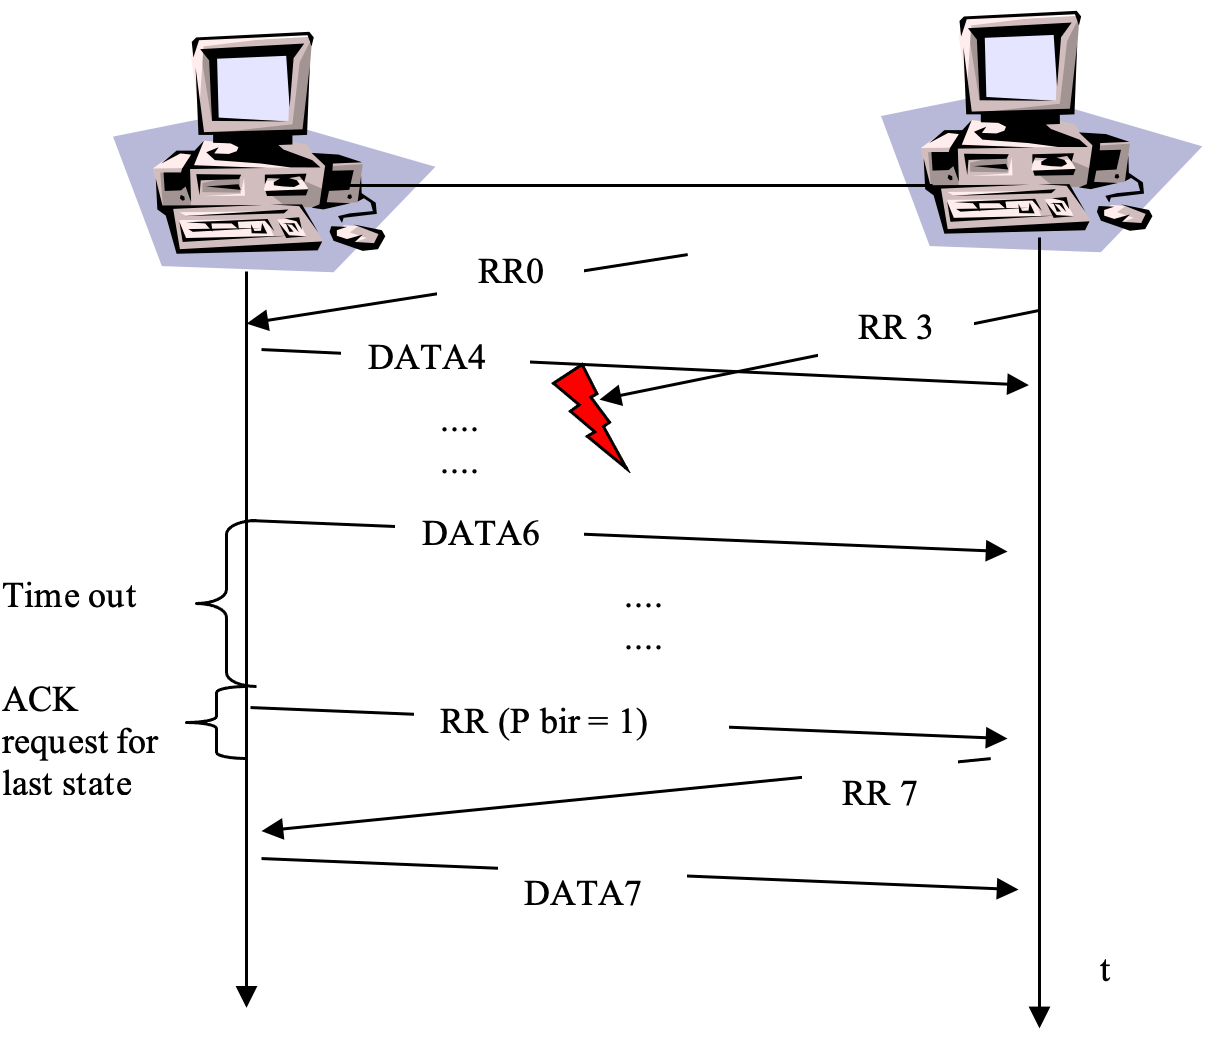 RR0
RR 3
DATA4
....
....
DATA6
Time out
....
....
ACK
request for
last state
RR (P bir = 1)
RR 7
DATA7
t